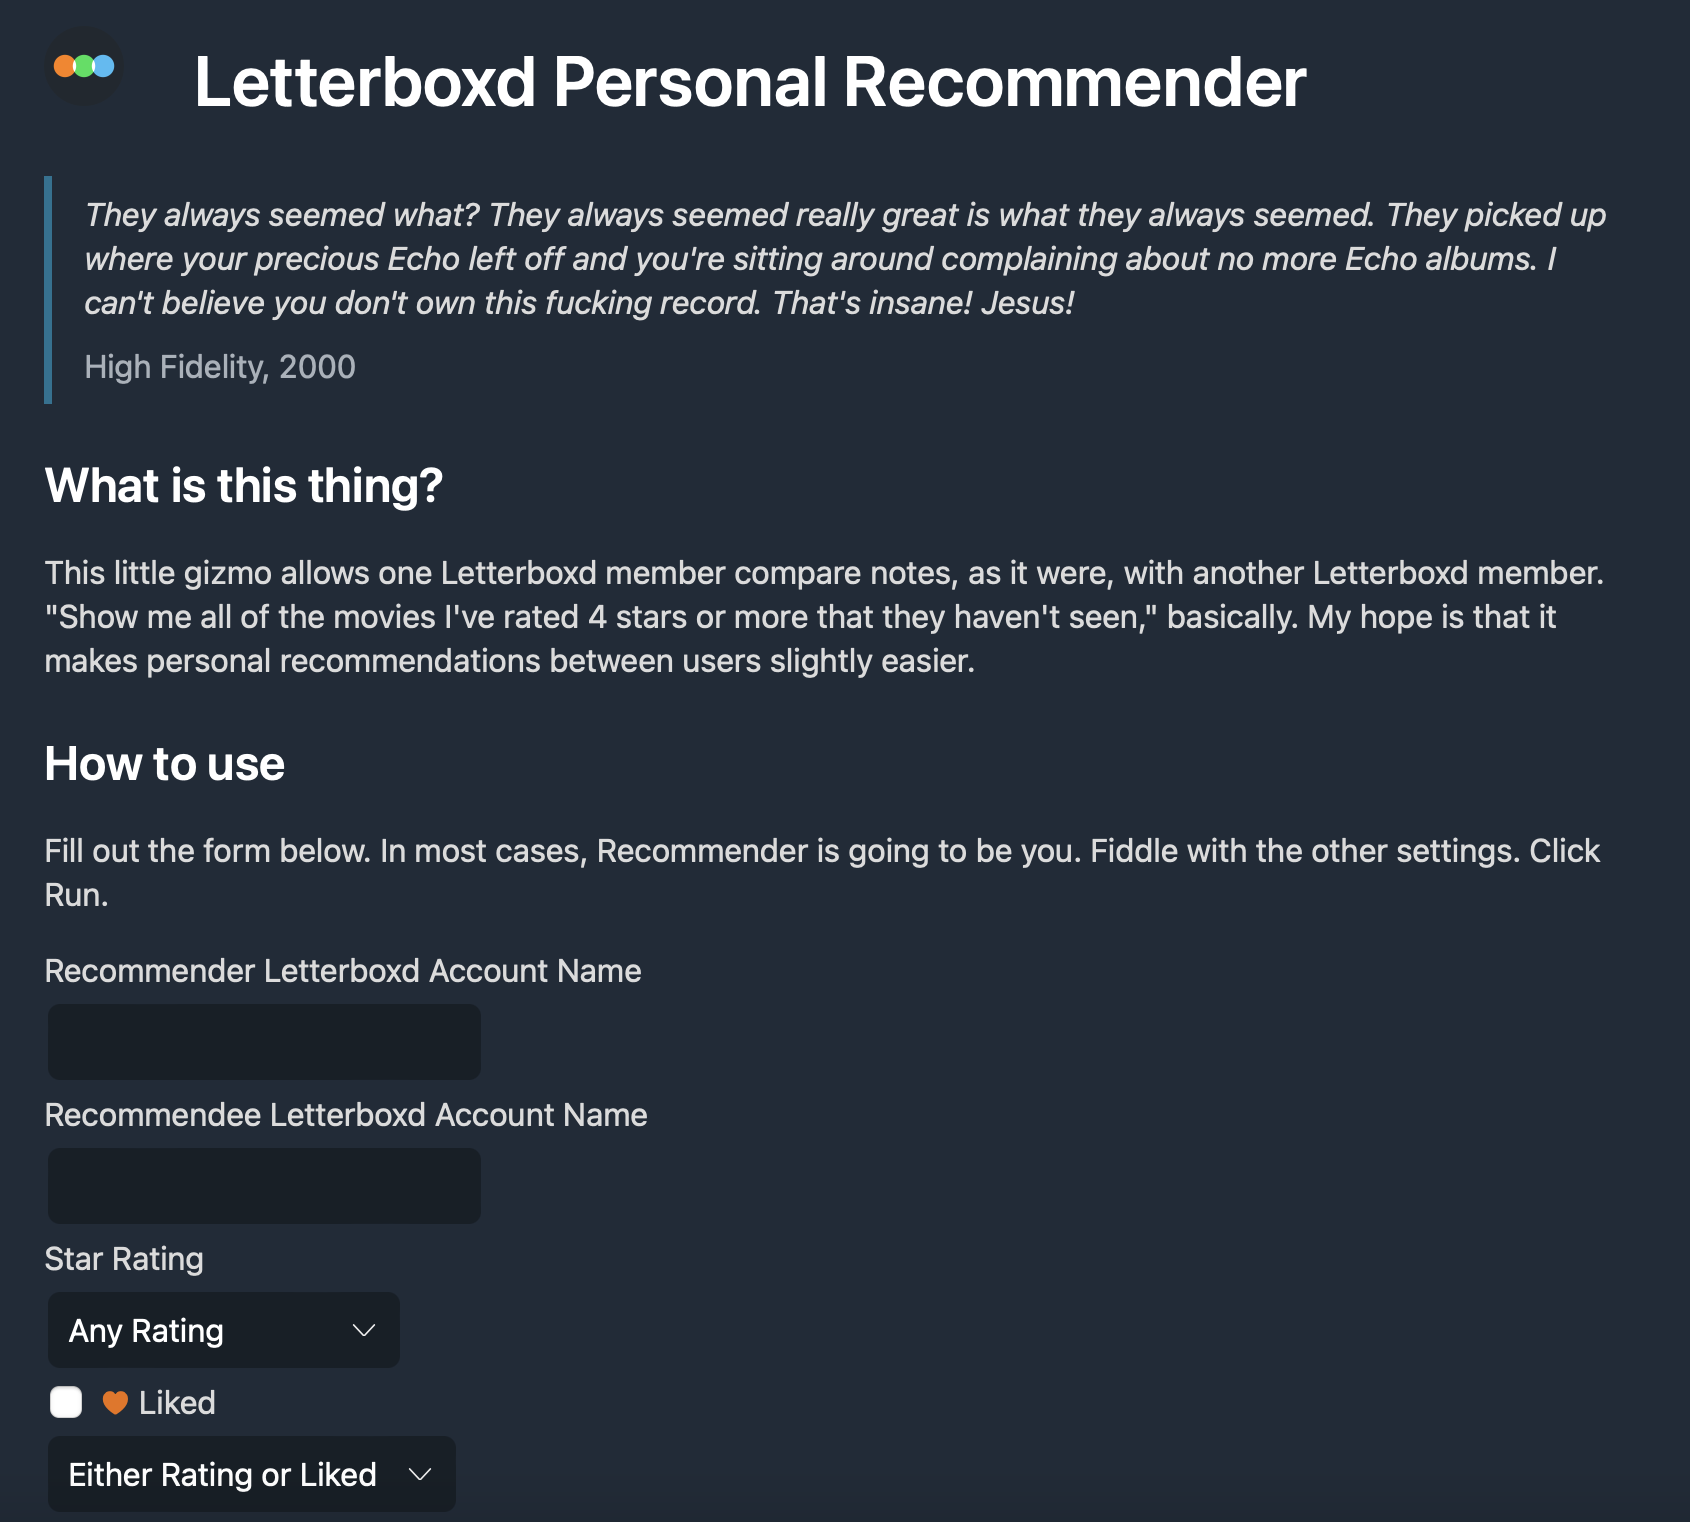 Letterboxd Personal Recommender
They always seemed what? They always seemed really great is what they always seemed. They picked up
where your precious Echo left off and you're sitting around complaining about no more Echo albums. I
can't believe you don't own this fucking record. That's insane! Jesus!
High Fidelity, 2000
What is this thing?
This little gizmo allows one Letterboxd member compare notes, as it were, with another Letterboxd member.
"Show me all of the movies I've rated 4 stars or more that they haven't seen," basically. My hope is that it
makes personal recommendations between users slightly easier.
How to use
Fill out the form below. In most cases, Recommender is going to be you. Fiddle with the other settings. Click
Run.
Recommender Letterboxd Account Name
Recommendee Letterboxd Account Name
Star Rating
Any Rating
Liked
Either Rating or Liked